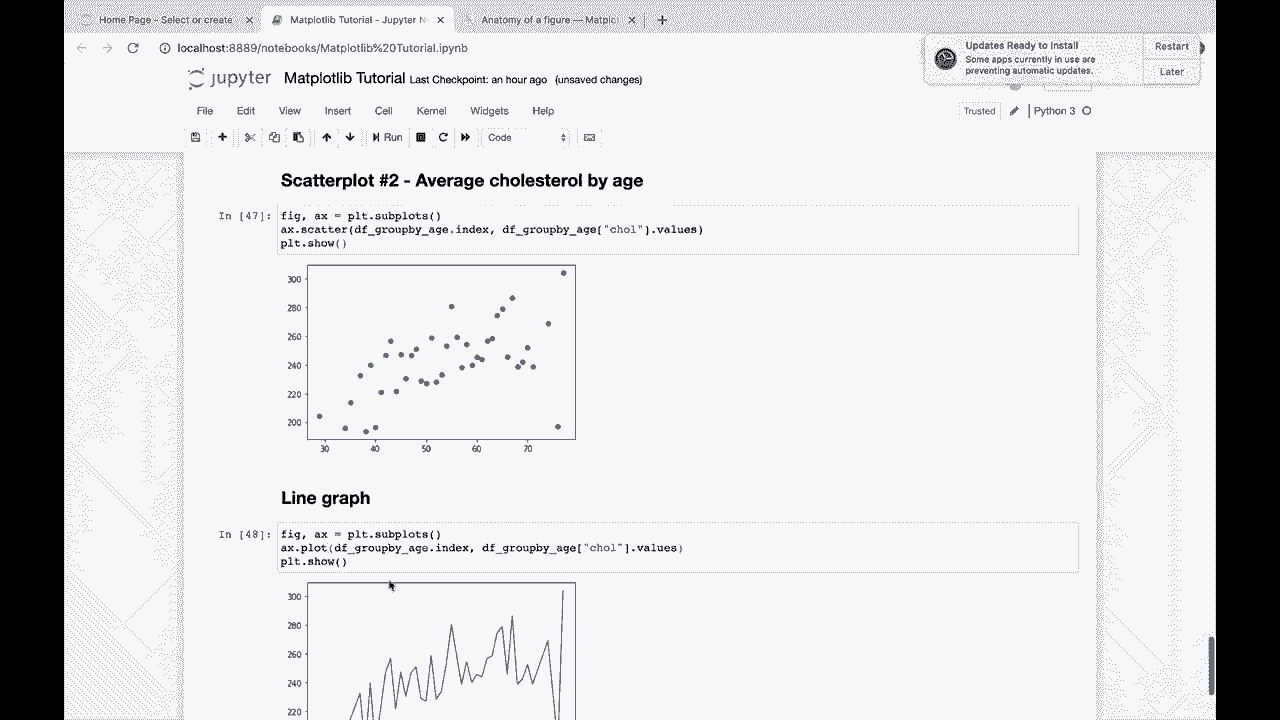 Home Page - Select or create
Matplotlib Tutorial - Jupyter N
Anatomy of a figure — Matplot
localhost:8889/notebooks/Matplotlib%20Tutorial.ipynb
Updates Ready to Install
Some apps currently in use are
preventing automatic updates.
Restart
Later
jupyter Matplotlib Tutorial Last Checkpoint: an hour ago (unsaved changes)
File Edit View Insert Cell Kernel Widgets Help
Trusted
Python 3
Run
Code
Scatterplot #2 - Average cholesterol by age
In [47]: fig, ax = plt.subplots()
ax.scatter(df_groupby_age.index, df_groupby_age["chol"].values)
plt.show()
300
280
260
240
220
200
30 40 50 60 70
Line graph
In [48]: fig, ax = plt.subplots()
ax.plot(df_groupby_age.index, df_groupby_age["chol"].values)
plt.show()
300
280
260
240
220